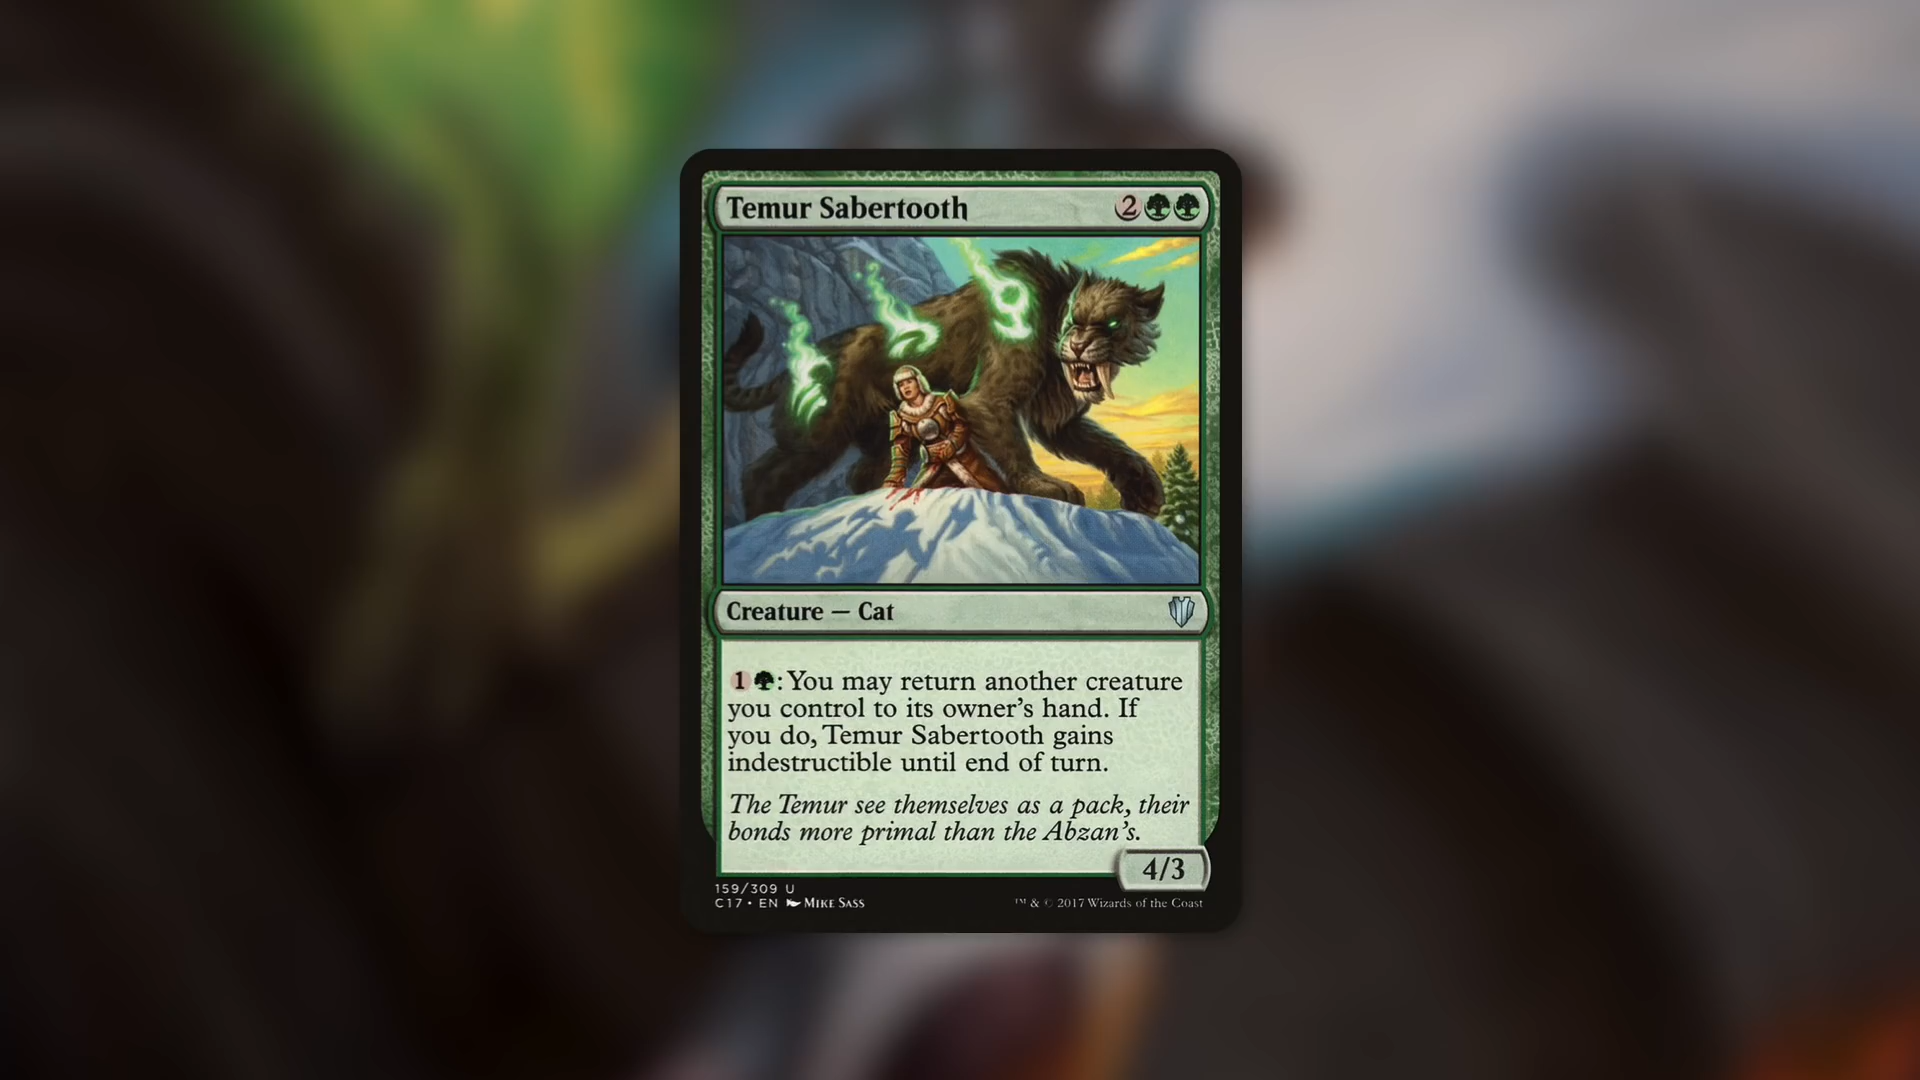 Temur Sabertooth 2
Creature — Cat
1 : You may return another creature
you control to its owner's hand. If
you do, Temur Sabertooth gains
indestructible until end of turn.
The Temur see themselves as a pack, their
bonds more primal than the Abzan's.
4/3
159/309 U
C17 • EN MIKE SASS
™ & © 2017 Wizards of the Coast